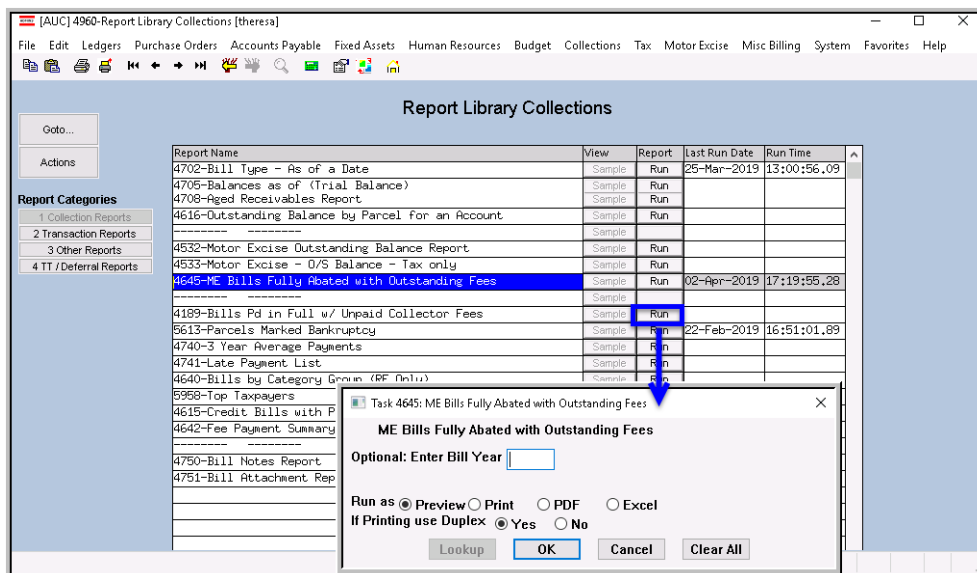 [AUC] 4960-Report Library Collections [theresa]
File Edit Ledgers Purchase Orders Accounts Payable Fixed Assets Human Resources Budget Collections Tax Motor Excise Misc Billing System Favorites Help
Report Library Collections
Goto...
Actions
Report Categories
1 Collection Reports
2 Transaction Reports
3 Other Reports
4 TT / Deferral Reports
Report Name View Report Last Run Date Run Time
4702-Bill Type - As of a Date Sample Run 25-Mar-2019 13:00:56.09
4705-Balances as of (Trial Balance) Sample Run
4708-Aged Receivables Report Sample Run
4616-Outstanding Balance by Parcel for an Account Sample Run
-------- -------- Sample
4532-Motor Excise Outstanding Balance Report Sample Run
4533-Motor Excise - O/S Balance - Tax only Sample Run
4645-ME Bills Fully Abated with Outstanding Fees Sample Run 02-Apr-2019 17:19:55.28
-------- -------- Sample
4189-Bills Pd in Full w/ Unpaid Collector Fees Sample Run
5613-Parcels Marked Bankruptcy Sample Run 22-Feb-2019 16:51:01.89
4740-3 Year Average Payments Sample Run
4741-Late Payment List Sample Run
4640-Bills by Category Group (RE Only) Sample Run
5958-Top Taxpayers
4615-Credit Bills with P
4642-Fee Payment Summary
-------- --------
4750-Bill Notes Report
4751-Bill Attachment Rep
Task 4645: ME Bills Fully Abated with Outstanding Fees
ME Bills Fully Abated with Outstanding Fees
Optional: Enter Bill Year
Run as Preview Print PDF Excel
If Printing use Duplex Yes No
Lookup OK Cancel Clear All